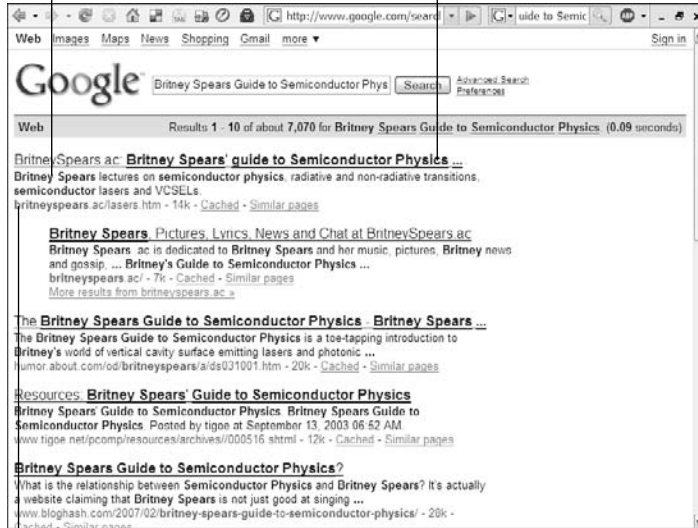 http://www.google.com/searcl
uide to Semic
Web Images Maps News Shopping Gmail more ▼ Sign in
Google Britney Spears Guide to Semiconductor Phys Search Advanced Search
Preferences
Web Results 1 - 10 of about 7,070 for Britney Spears Guide to Semiconductor Physics (0.09 seconds)
BritneySpears ac: Britney Spears' guide to Semiconductor Physics ...
Britney Spears lectures on semiconductor physics, radiative and non-radiative transitions,
semiconductor lasers and VCSELs.
britneyspears.ac/lasers.htm - 14k - Cached - Similar pages
Britney Spears, Pictures, Lyrics, News and Chat at BritneySpears.ac
Britney Spears .ac is dedicated to Britney Spears and her music, pictures, Britney news
and gossip, ... Britney's Guide to Semiconductor Physics ...
britneyspears.ac/ - 7k - Cached - Similar pages
More results from britneyspears.ac »
The Britney Spears Guide to Semiconductor Physics - Britney Spears ...
The Britney Spears Guide to Semiconductor Physics is a toe-tapping introduction to
Britney's world of vertical cavity surface emitting lasers and photonic ...
humor.about.com/od/britneyspears/a/ds031001.htm - 20k - Cached - Similar pages
Resources: Britney Spears' Guide to Semiconductor Physics
Britney Spears' Guide to Semiconductor Physics. Britney Spears Guide to
Semiconductor Physics. Posted by tigoe at September 13, 2003 06:52 AM.
www.tigoe.net/pcomp/resources/archives//000516.shtml - 12k - Cached - Similar pages
Britney Spears Guide to Semiconductor Physics?
What is the relationship between Semiconductor Physics and Britney Spears? It's actually
a website claiming that Britney Spears is not just good at singing ...
www.bloghash.com/2007/02/britney-spears-guide-to-semiconductor-physics/ - 28k -
Cached - Similar pages